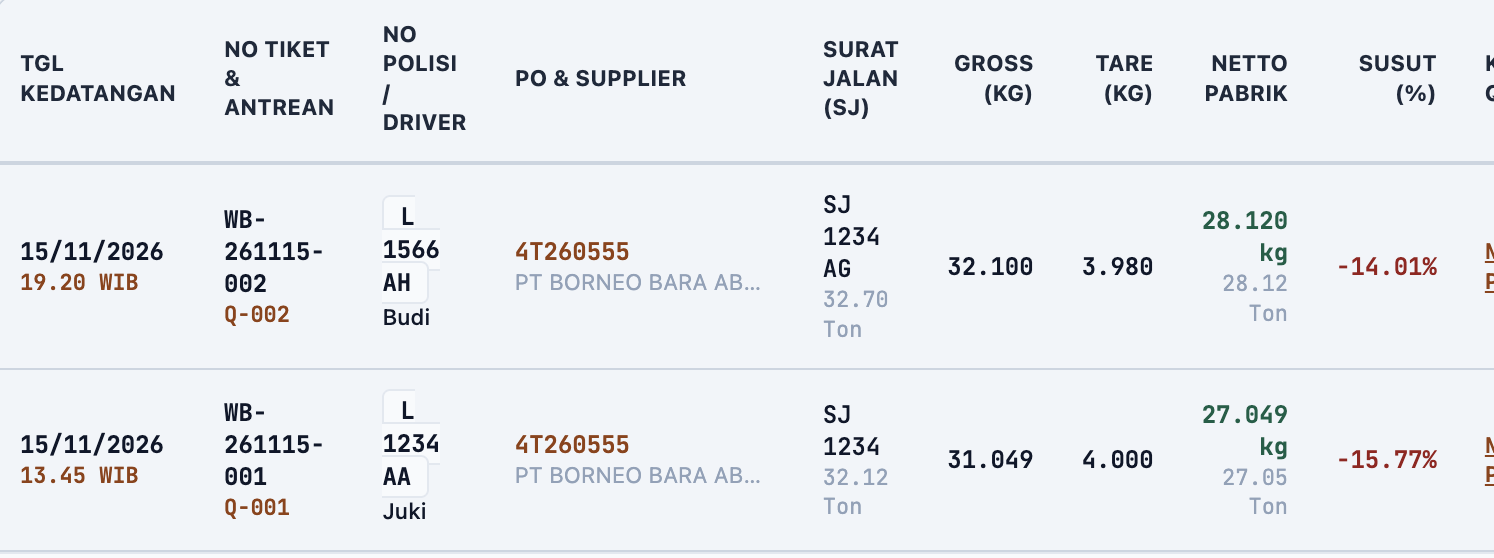 TGL
KEDATANGAN
NO TIKET
&
ANTREAN
NO
POLISI
/
DRIVER
PO & SUPPLIER
SURAT
JALAN
(SJ)
GROSS
(KG)
TARE
(KG)
NETTO
PABRIK
SUSUT
(%)
15/11/2026
19.20 WIB
WB-
261115-
002
Q-002
L
1566
AH
Budi
4T260555
PT BORNEO BARA AB...
SJ
1234
AG
32.70
Ton
32.100
3.980
28.120
kg
28.12
Ton
-14.01%
15/11/2026
13.45 WIB
WB-
261115-
001
Q-001
L
1234
AA
Juki
4T260555
PT BORNEO BARA AB...
SJ
1234
32.12
Ton
31.049
4.000
27.049
kg
27.05
Ton
-15.77%